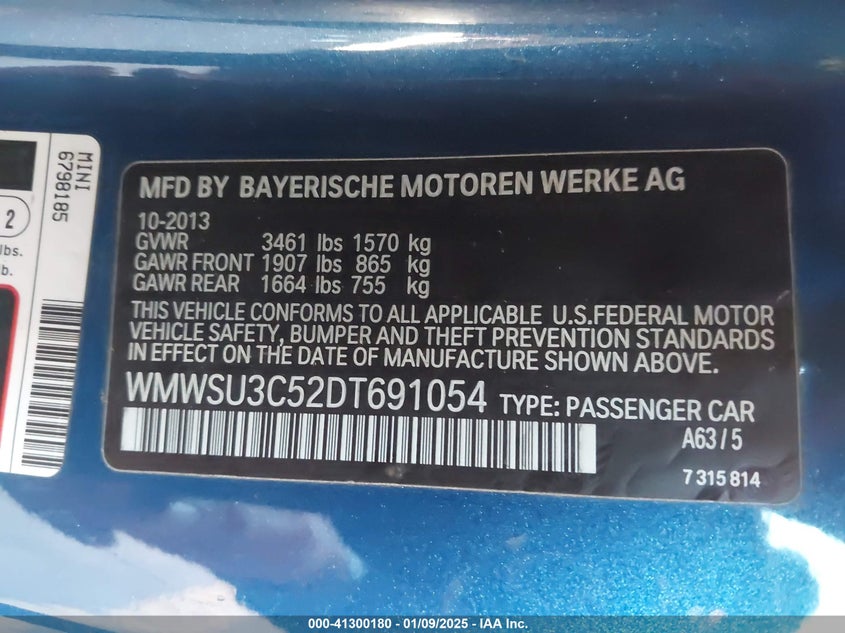 MINI
6798185
2
lbs.
lb.
MFD BY BAYERISCHE MOTOREN WERKE AG
10-2013
GVWR 3461 lbs 1570 kg
GAWR FRONT 1907 lbs 865 kg
GAWR REAR 1664 lbs 755 kg
THIS VEHICLE CONFORMS TO ALL APPLICABLE U.S.FEDERAL MOTOR
VEHICLE SAFETY, BUMPER AND THEFT PREVENTION STANDARDS
IN EFFECT ON THE DATE OF MANUFACTURE SHOWN ABOVE.
WMWSU3C52DT691054 TYPE: PASSENGER CAR
A63 / 5
7 315 814
000-41300180 - 01/09/2025 - IAA Inc.